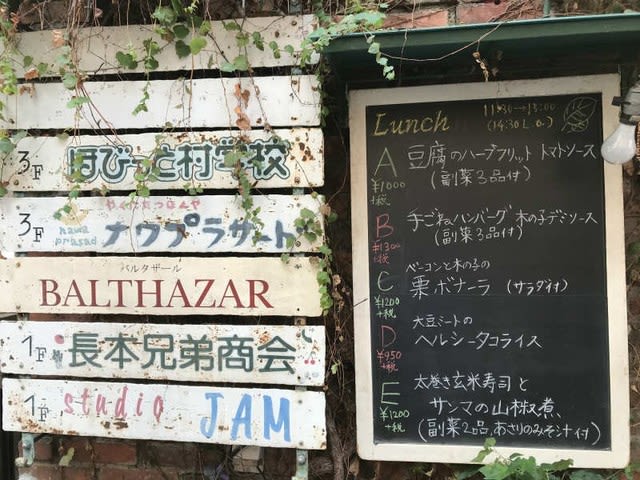 3F ほびっと村学校
やくにたつほんや
3F nawa prasad ナワプラサード
バルタザール
BALTHAZAR
1F 長本兄弟商会
1F studio JAM
Lunch 11:30→15:00
(14:30 L.O.)
A 豆腐のハーブフリット トマトソース
¥1000 +税 (副菜3品付)
B 手ごねハンバーグ 木の子デミソース
¥1300 +税 (副菜3品付)
ベーコンと木の子の
C 栗ボナーラ (サラダ付)
¥1200 +税
大豆ミートの
D ヘルシータコライス
¥950 +税
E 太巻き玄米寿司と
¥1200 +税 サンマの山椒煮、
(副菜2品、あさりのみそ汁付)